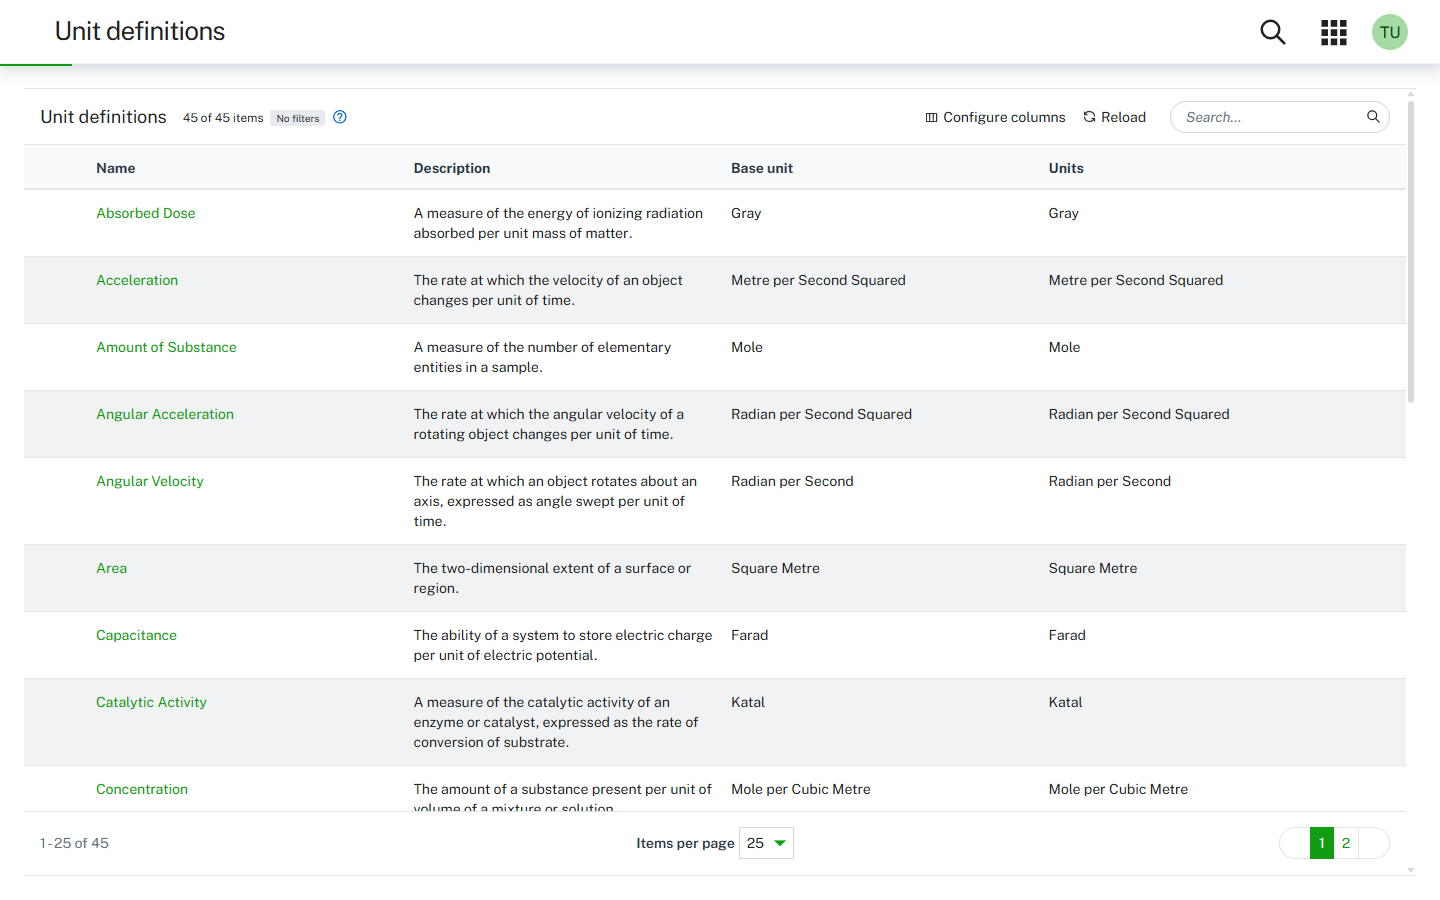 Unit definitions
TU
Unit definitions 45 of 45 items No filters
Configure columns Reload Search...
Name Description Base unit Units
Absorbed Dose A measure of the energy of ionizing radiation absorbed per unit mass of matter. Gray Gray
Acceleration The rate at which the velocity of an object changes per unit of time. Metre per Second Squared Metre per Second Squared
Amount of Substance A measure of the number of elementary entities in a sample. Mole Mole
Angular Acceleration The rate at which the angular velocity of a rotating object changes per unit of time. Radian per Second Squared Radian per Second Squared
Angular Velocity The rate at which an object rotates about an axis, expressed as angle swept per unit of time. Radian per Second Radian per Second
Area The two-dimensional extent of a surface or region. Square Metre Square Metre
Capacitance The ability of a system to store electric charge per unit of electric potential. Farad Farad
Catalytic Activity A measure of the catalytic activity of an enzyme or catalyst, expressed as the rate of conversion of substrate. Katal Katal
Concentration The amount of a substance present per unit of volume of a mixture or solution Mole per Cubic Metre Mole per Cubic Metre
1-25 of 45 Items per page 25 1 2